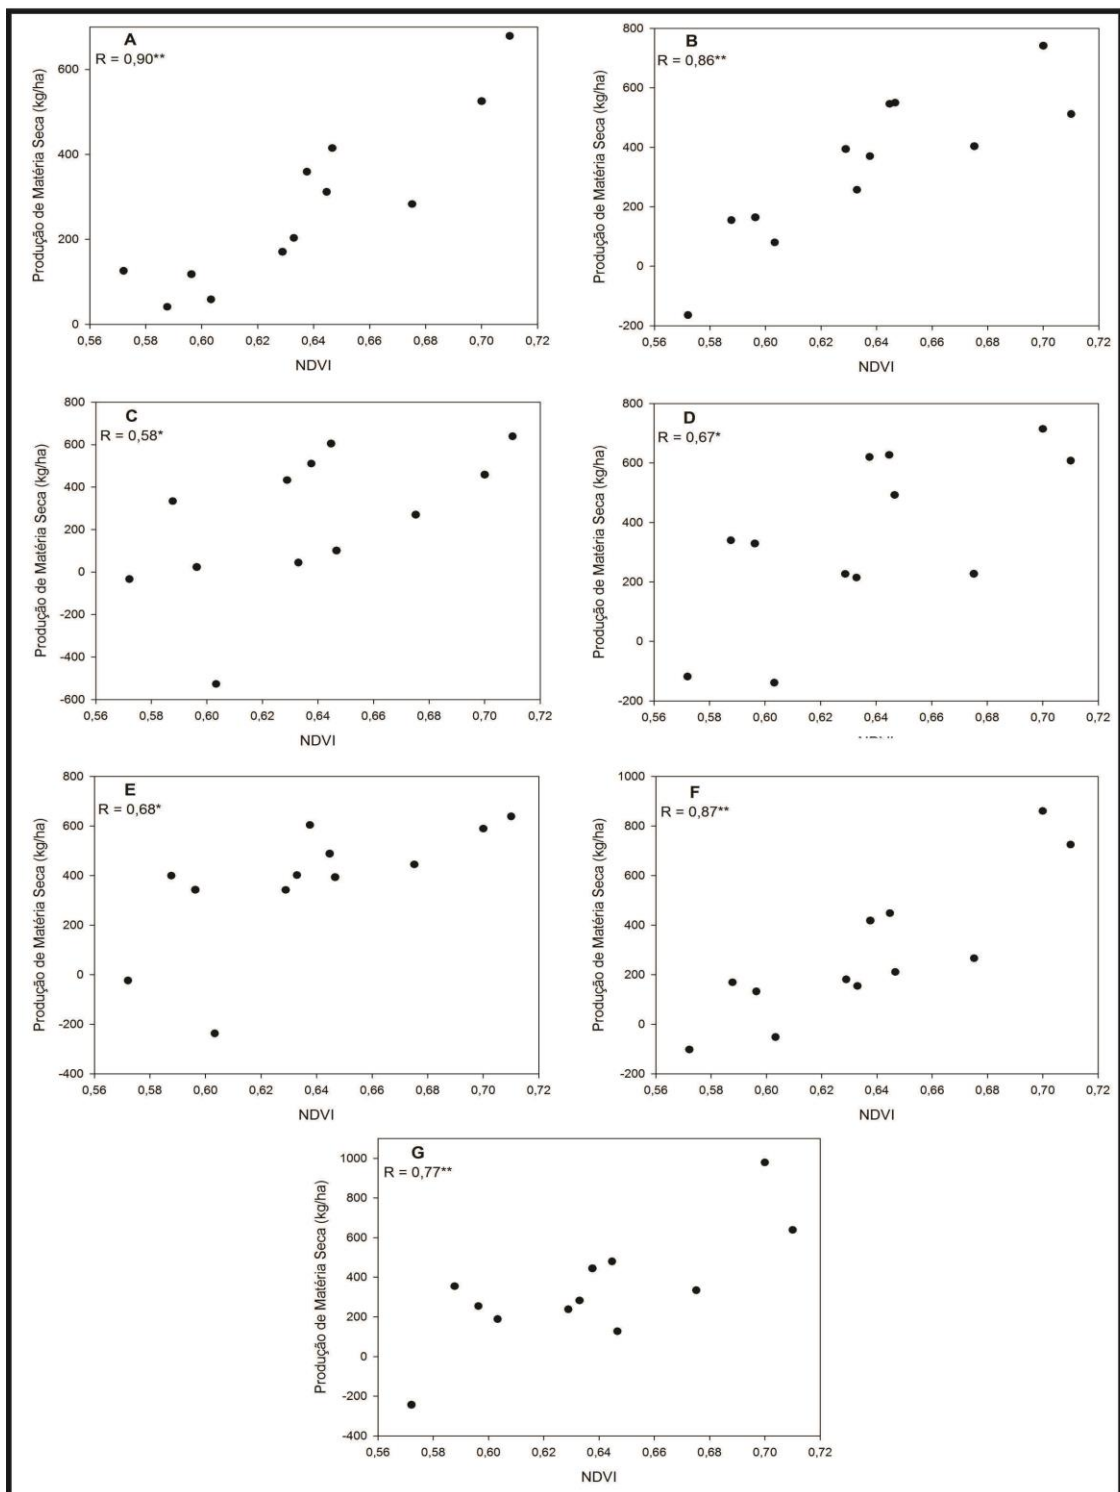 A
R = 0,90**
Produção de Matéria Seca (kg/ha)
600
400
200
0
0,56 0,58 0,60 0,62 0,64 0,66 0,68 0,70 0,72
NDVI
B
R = 0,86**
Produção de Matéria Seca (kg/ha)
800
600
400
200
0
-200
0,56 0,58 0,60 0,62 0,64 0,66 0,68 0,70 0,72
NDVI
C
R = 0,58*
Produção de Matéria Seca (kg/ha)
800
600
400
200
0
-200
-400
-600
0,56 0,58 0,60 0,62 0,64 0,66 0,68 0,70 0,72
NDVI
D
R = 0,67*
Produção de Matéria Seca (kg/ha)
800
600
400
200
0
-200
0,56 0,58 0,60 0,62 0,64 0,66 0,68 0,70 0,72
E
R = 0,68*
Produção de Matéria Seca (kg/ha)
800
600
400
200
0
-200
-400
0,56 0,58 0,60 0,62 0,64 0,66 0,68 0,70 0,72
NDVI
F
R = 0,87**
Produção de Matéria Seca (kg/ha)
1000
800
600
400
200
0
-200
0,56 0,58 0,60 0,62 0,64 0,66 0,68 0,70 0,72
NDVI
G
R = 0,77**
Produção de Matéria Seca (kg/ha)
1000
800
600
400
200
0
-200
-400
0,56 0,58 0,60 0,62 0,64 0,66 0,68 0,70 0,72
NDVI